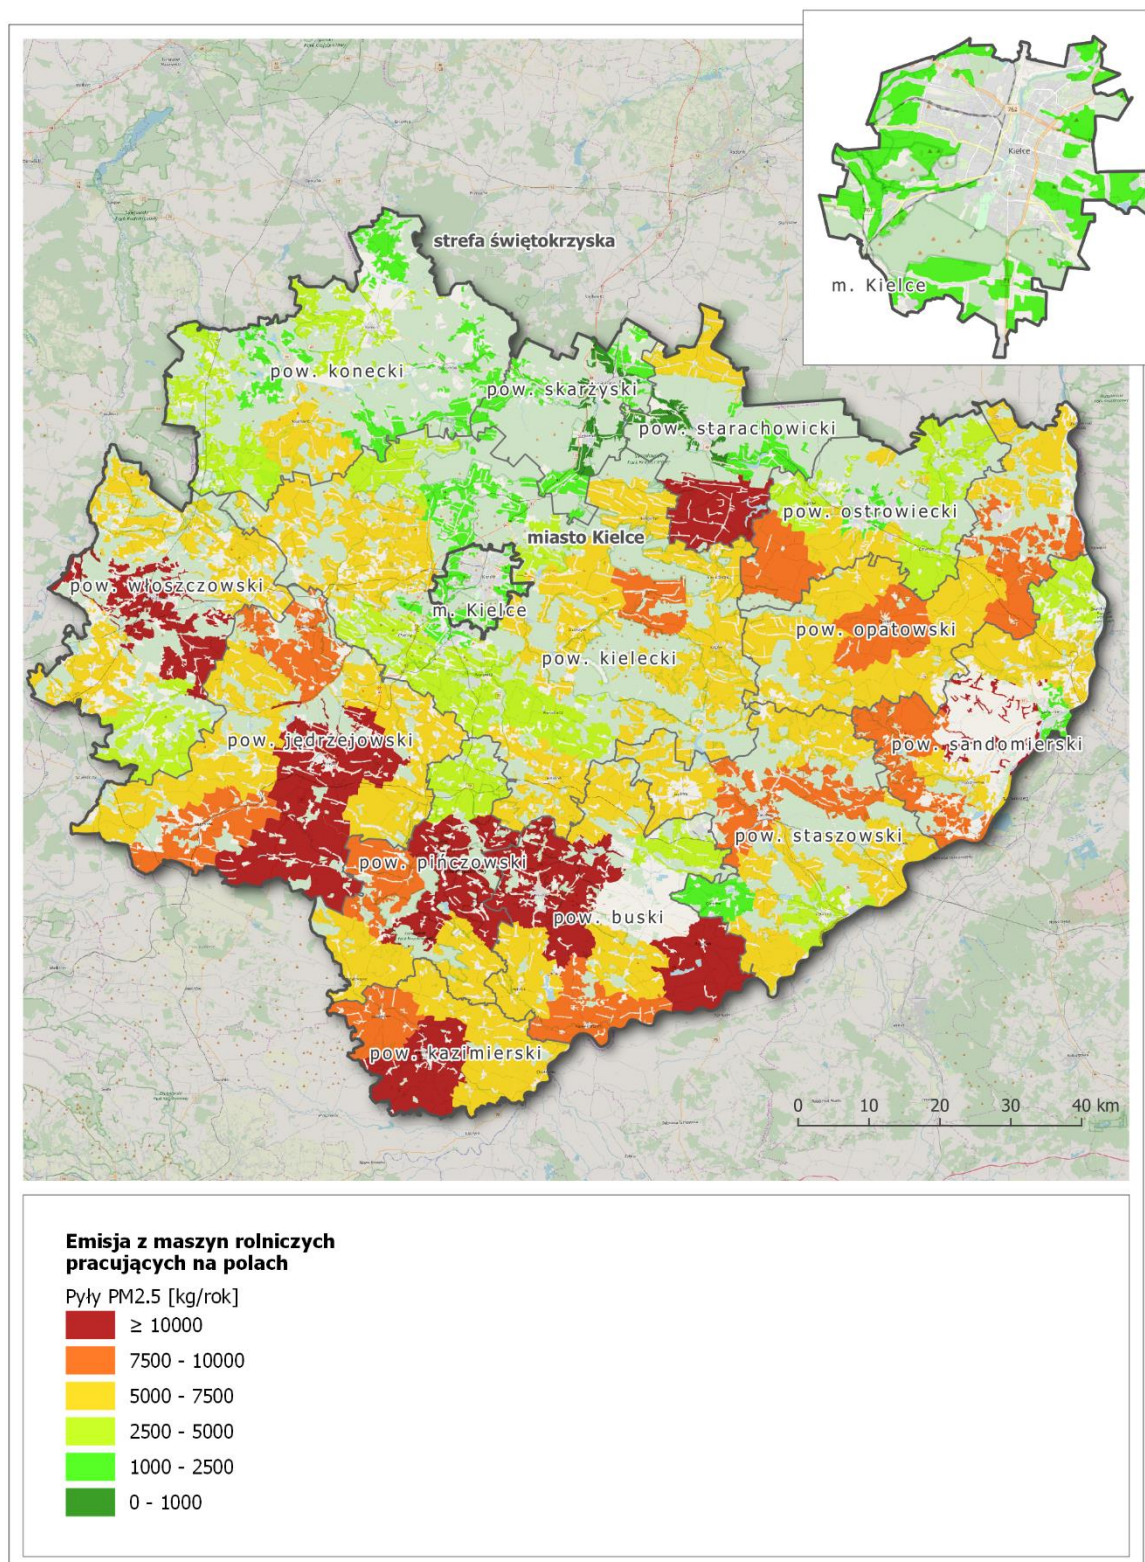 Kielce
m. Kielce
strefa świętokrzyska
pow. konecki
pow. skarżyski
pow. starachowicki
pow. ostrowiecki
miasto Kielce
pow. włoszczowski
m. Kielce
pow. opatowski
pow. kielecki
pow. jędrzejowski
pow. sandomierski
pow. staszowski
pow. pińczowski
pow. buski
pow. kazimierski
0 10 20 30 40 km
Emisja z maszyn rolniczych
pracujących na polach
Pyły PM2.5 [kg/rok]
≥ 10000
7500 - 10000
5000 - 7500
2500 - 5000
1000 - 2500
0 - 1000